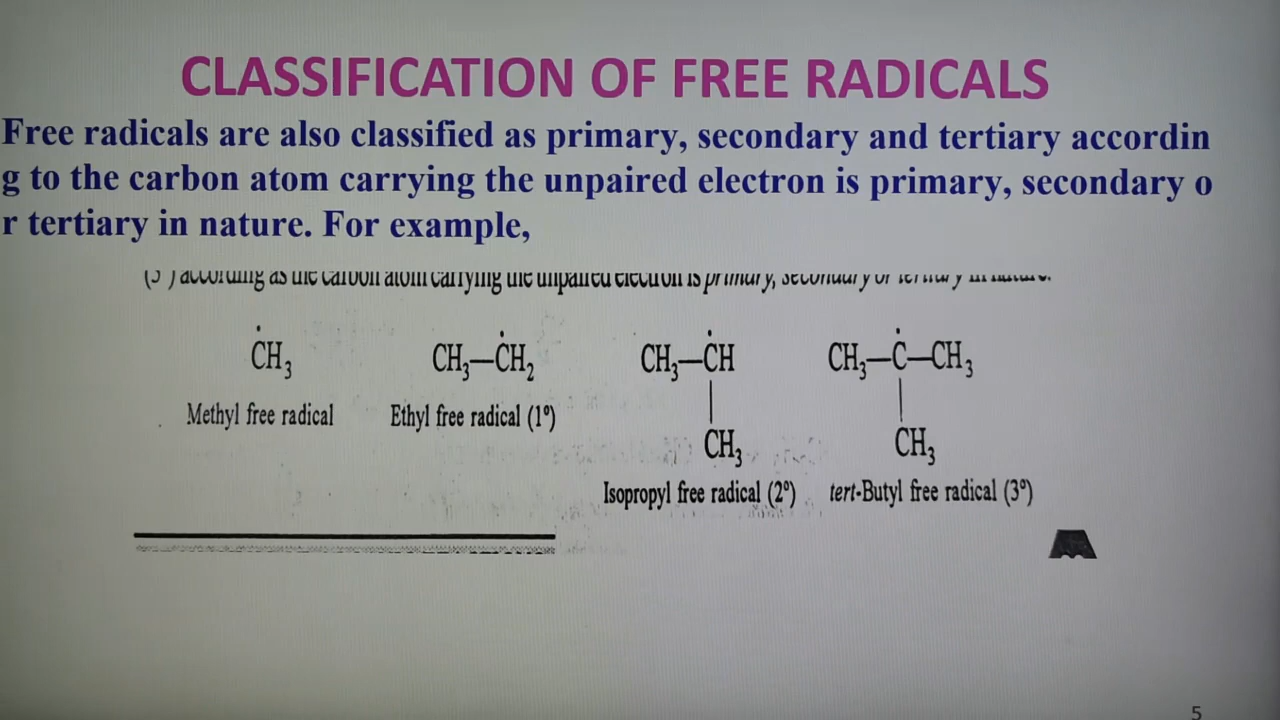 CLASSIFICATION OF FREE RADICALS
Free radicals are also classified as primary, secondary and tertiary accordin
g to the carbon atom carrying the unpaired electron is primary, secondary o
r tertiary in nature. For example,
(3°) according as the carbon atom carrying the unpaired electron is primary, secondary or tertiary in nature.
ĊH₃ CH₃—ĊH₂ CH₃—ĊH CH₃—Ċ—CH₃
Methyl free radical Ethyl free radical (1°)
CH₃ CH₃
Isopropyl free radical (2°) tert-Butyl free radical (3°)
5